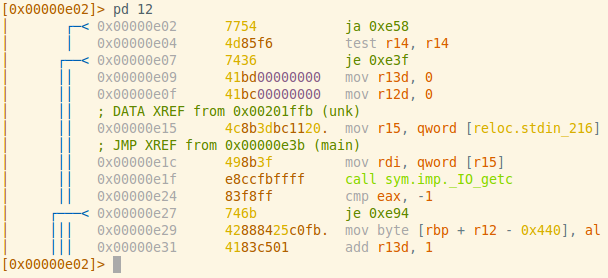 [0x00000e02]> pd 12
0x00000e02 7754 ja 0xe58
0x00000e04 4d85f6 test r14, r14
0x00000e07 7436 je 0xe3f
0x00000e09 41bd00000000 mov r13d, 0
0x00000e0f 41bc00000000 mov r12d, 0
; DATA XREF from 0x00201ffb (unk)
0x00000e15 4c8b3dbc1120. mov r15, qword [reloc.stdin_216]
; JMP XREF from 0x00000e3b (main)
0x00000e1c 498b3f mov rdi, qword [r15]
0x00000e1f e8ccfbffff call sym.imp._IO_getc
0x00000e24 83f8ff cmp eax, -1
0x00000e27 746b je 0xe94
0x00000e29 42888425c0fb. mov byte [rbp + r12 - 0x440], al
0x00000e31 4183c501 add r13d, 1
[0x00000e02]>